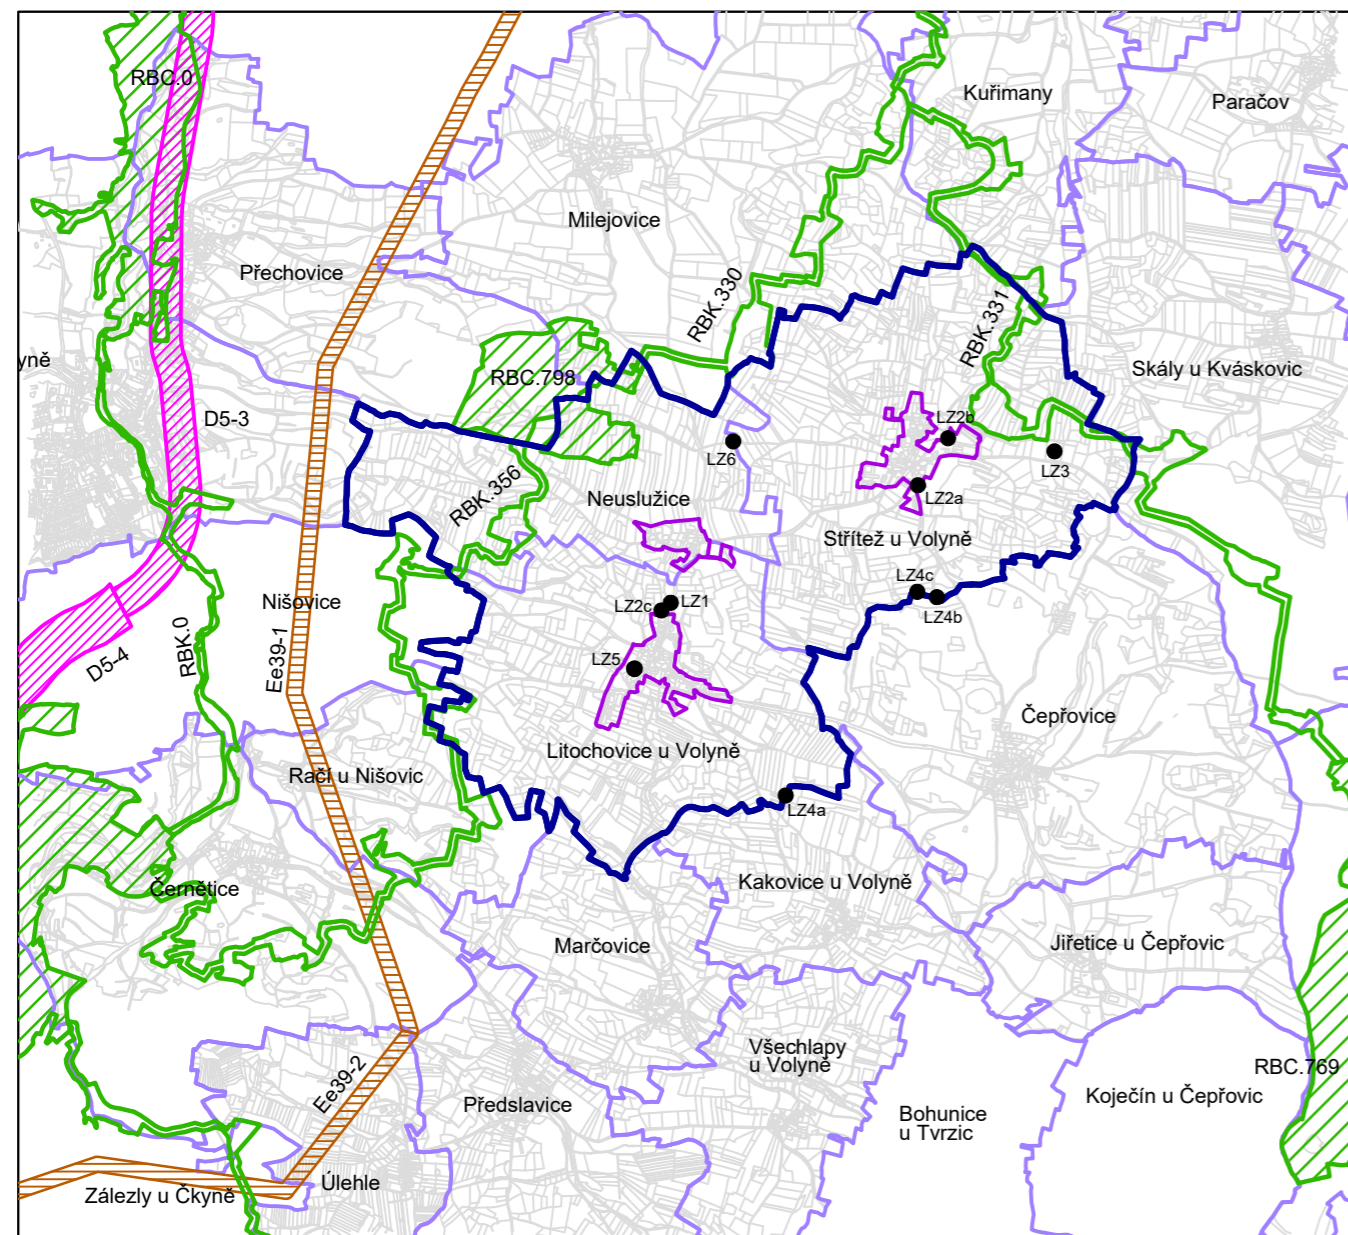 RBC.0
Kuřimany
Paračov
Milejovice
Přechovice
RBK.330
RBK.331
yně
RBC.798
Skály u Kváskovic
D5-3
LZ2b
LZ6
LZ3
RBK.356
Neuslužice
LZ2a
Střítež u Volyně
LZ4c
Nišovice
LZ2c
LZ1
LZ4b
D5-4
RBK.0
Ee39-1
LZ5
Čepřovice
Litochovice u Volyně
Račí u Nišovic
LZ4a
Černětice
Kakovice u Volyně
Marčovice
Jiřetice u Čepřovic
Všechlapy
u Volyně
RBC.769
Ee39-2
Předslavice
Koječín u Čepřovic
Bohunice
u Tvrzic
Úlehle
Zálezly u Čkyně